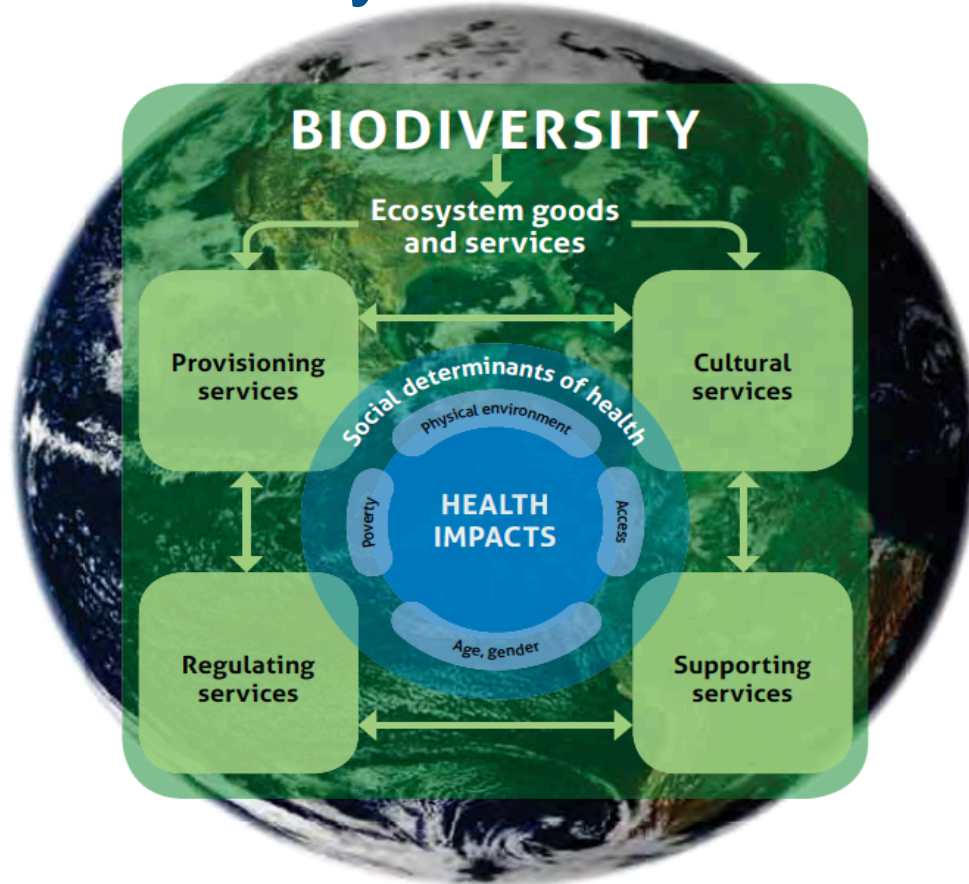 BIODIVERSITY
Ecosystem goods
and services
Provisioning
services
Cultural
services
Social determinants of health
Physical environment
Poverty
HEALTH
IMPACTS
Access
Age, gender
Regulating
services
Supporting
services